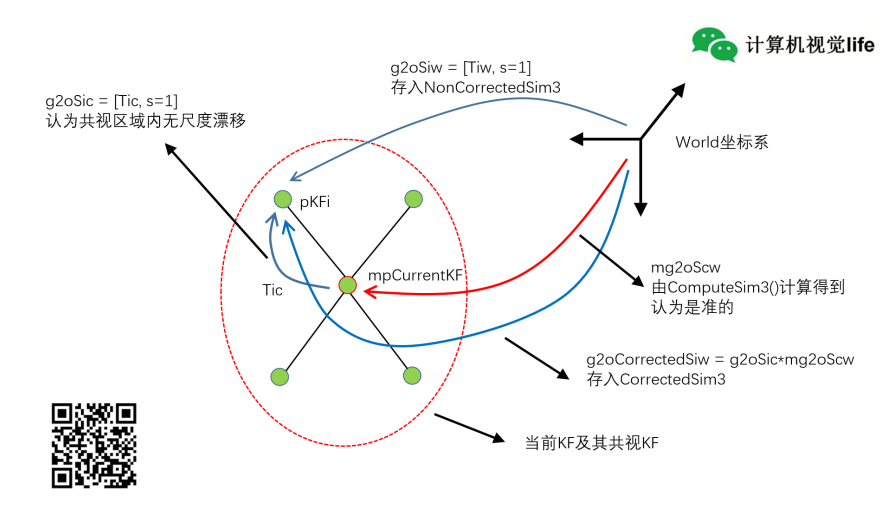 计算机视觉life
g2oSiw = [Tiw, s=1]
存入NonCorrectedSim3
g2oSic = [Tic, s=1]
认为共视区域内无尺度漂移
World坐标系
pKFi
mpCurrentKF
Tic
mg2oScw
由ComputeSim3()计算得到
认为是准的
g2oCorrectedSiw = g2oSic*mg2oScw
存入CorrectedSim3
当前KF及其共视KF